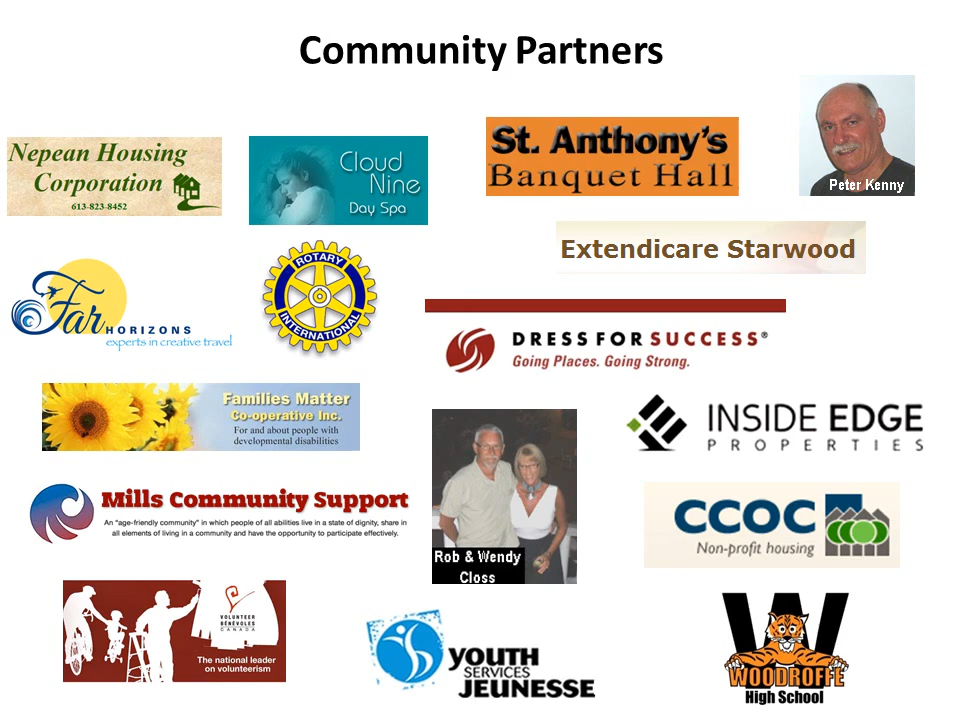 Community Partners
Nepean Housing
Corporation
613-823-8452
Cloud
Nine
Day Spa
St. Anthony's
Banquet Hall
Peter Kenny
Extendicare Starwood
Far
HORIZONS
experts in creative travel
ROTARY
INTERNATIONAL
DRESS FOR SUCCESS®
Going Places. Going Strong.
Families Matter
Co-operative Inc.
For and about people with
developmental disabilities
INSIDE EDGE
PROPERTIES
Mills Community Support
An "age-friendly community" in which people of all abilities live in a state of dignity, share in
all elements of living in a community and have the opportunity to participate effectively.
Rob & Wendy
Closs
CCOC
Non-profit housing
VOLUNTEER
BÉNÉVOLES
CANADA
The national leader
on volunteerism
YOUTH
SERVICES
JEUNESSE
W
WOODROFFE
High School